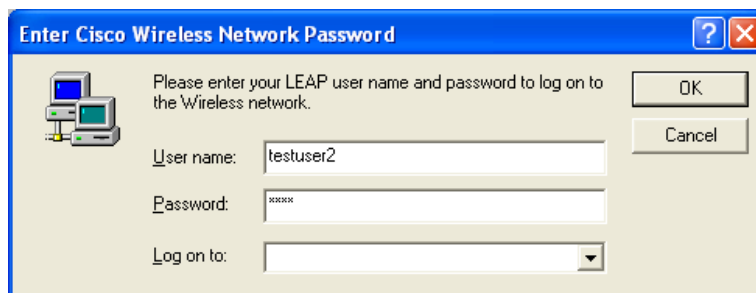 Enter Cisco Wireless Network Password
Please enter your LEAP user name and password to log on to
the Wireless network.
OK
Cancel
User name:
testuser2
Password:
××××
Log on to: